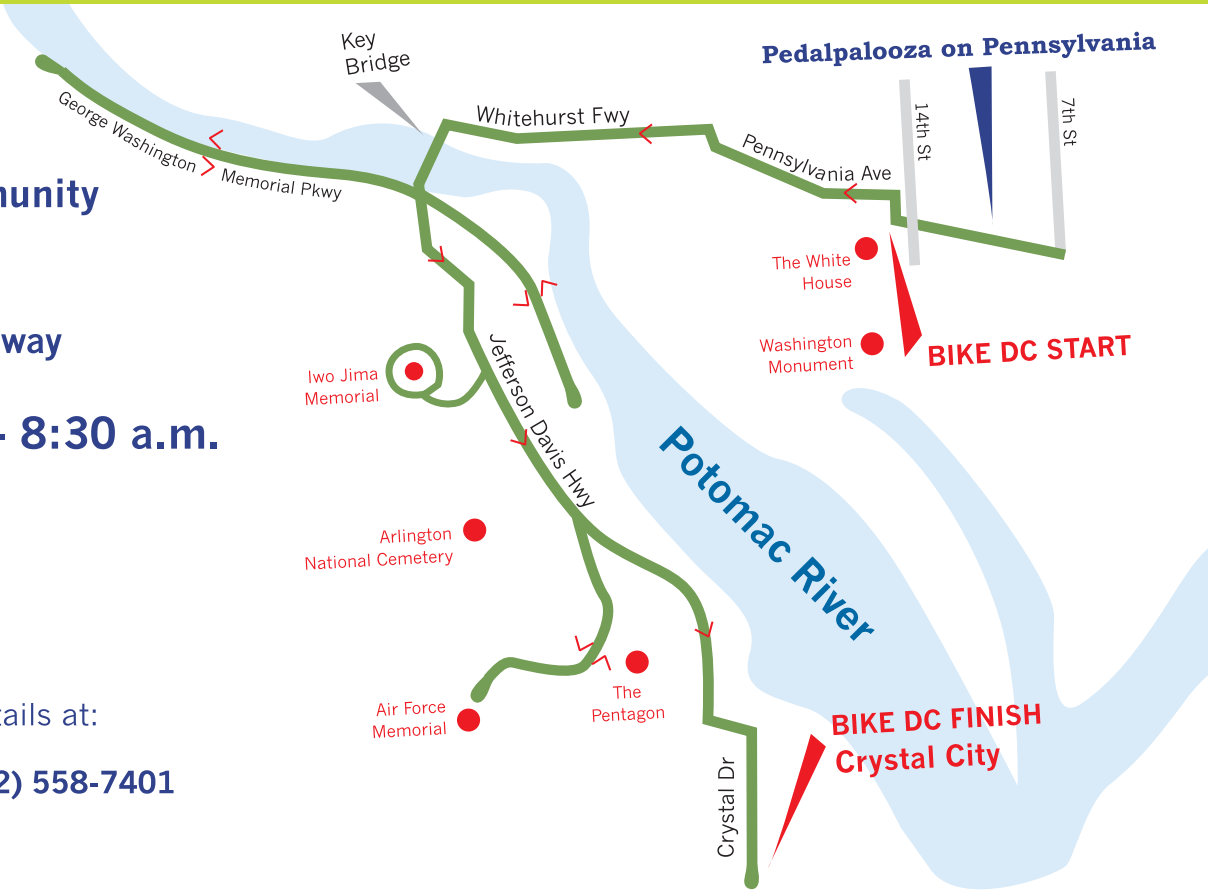 Pedalpalooza on Pennsylvania
Key
Bridge
14th St
7th St
Whitehurst Fwy
Pennsylvania Ave
George Washington
Memorial Pkwy
munity
The White
House
way
Washington
Monument
BIKE DC START
Iwo Jima
Memorial
Jefferson Davis Hwy
- 8:30 a.m.
Potomac River
Arlington
National Cemetery
The
Pentagon
Air Force
Memorial
tails at:
BIKE DC FINISH
Crystal City
Crystal Dr
2) 558-7401